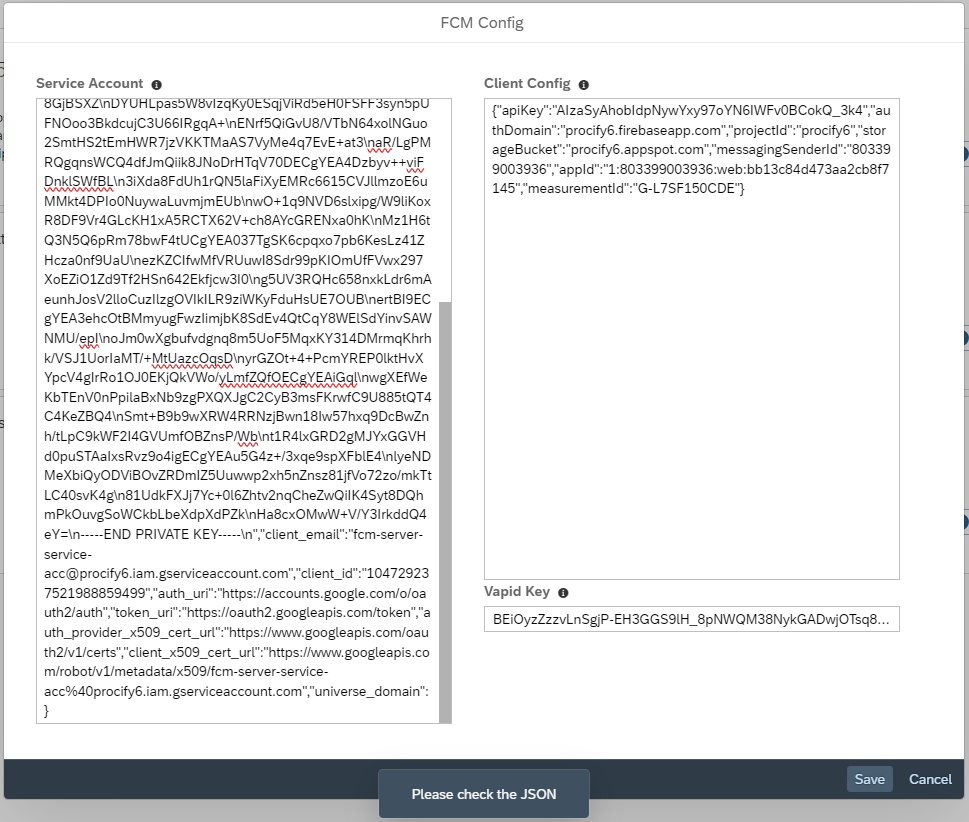 FCM Config
Service Account
8GjBSXZ\nDYUHLpas5W8vIzqKy0ESqjViRd5eH0FSFF3syn5pU
FNOoo3BkdcujC3U66IRgqA+\nENrf5QiGvU8/VTbN64xolNGuo
2SmtHS2tEmHWR7jzVKKTMaAS7VyMe4q7EvE+at3\naR/LgPM
RQgqnsWCQ4dfJmQiik8JNoDrHTqV70DECgYEA4Dzbyv++viF
DnklSWfBL\n3iXda8FdUh1rQN5laFiXyEMRc6615CVJllmzoE6u
MMkt4DPIo0NuywaLuvmjmEUb\nwO+1q9NVD6slxipg/W9liKox
R8DF9Vr4GLcKH1xA5RCTX62V+ch8AYcGRENxa0hK\nMz1H6t
Q3N5Q6pRm78bwF4tUCgYEA037TgSK6cpqxo7pb6KesLz41Z
Hcza0nf9UaU\nezKZCIfwMfVRUuwI8Sdr99pKIOmUfFVwx297
XoEZiO1Zd9Tf2HSn642Ekfjcw3I0\ng5UV3RQHc658nxkLdr6mA
eunhJosV2lloCuzIlzgOVIkILR9ziWKyFduHsUE7OUB\nertBI9EC
gYEA3ehcOtBMmyugFwzIimjbK8SdEv4QtCqY8WElSdYinvSAW
NMU/epI\noJm0wXgbufvdgnq8m5UoF5MqxKY314DMrmqKhrh
k/VSJ1UorIaMT/+MtUazcOqsD\nyrGZOt+4+PcmYREP0lktHvX
YpcV4gIrRo1OJ0EKjQkVWo/yLmfZQfOECgYEAiGql\nwgXEfWe
KbTEnV0nPpilaBxNb9zgPXQXJgC2CyB3msFKrwfC9U885tQT4
C4KeZBQ4\nSmt+B9b9wXRW4RRNzjBwn18Iw57hxq9DcBwZn
h/tLpC9kWF2I4GVUmfOBZnsP/Wb\nt1R4lxGRD2gMJYxGGVH
d0puSTAaIxsRvz9o4igECgYEAu5G4z+/3xqe9spXFblE4\nlyeND
MeXbiQyODViBOvZRDmIZ5Uuwwp2xh5nZnsz81jfVo72zo/mkTt
LC40svK4g\n81UdkFXJj7Yc+0l6Zhtv2nqCheZwQiIK4Syt8DQh
mPkOuvgSoWCkbLbeXdpXdPZk\nHa8cxOMwW+V/Y3IrkddQ4
eY=\n-----END PRIVATE KEY-----\n","client_email":"fcm-server-
service-
acc@procify6.iam.gserviceaccount.com","client_id":"10472923
7521988859499","auth_uri":"https://accounts.google.com/o/oa
uth2/auth","token_uri":"https://oauth2.googleapis.com/token","a
uth_provider_x509_cert_url":"https://www.googleapis.com/oau
th2/v1/certs","client_x509_cert_url":"https://www.googleapis.co
m/robot/v1/metadata/x509/fcm-server-service-
acc%40procify6.iam.gserviceaccount.com","universe_domain":
}
Client Config
{"apiKey":"AIzaSyAhobIdpNywYxy97oYN6IWFv0BCokQ_3k4","au
thDomain":"procify6.firebaseapp.com","projectId":"procify6","stor
ageBucket":"procify6.appspot.com","messagingSenderId":"80339
9003936","appId":"1:803399003936:web:bb13c84d473aa2cb8f7
145","measurementId":"G-L7SF150CDE"}
Vapid Key
BEiOyzZzzvLnSgjP-EH3GGS9lH_8pNWQM38NykGADwjOTsq8...
Save Cancel
Please check the JSON